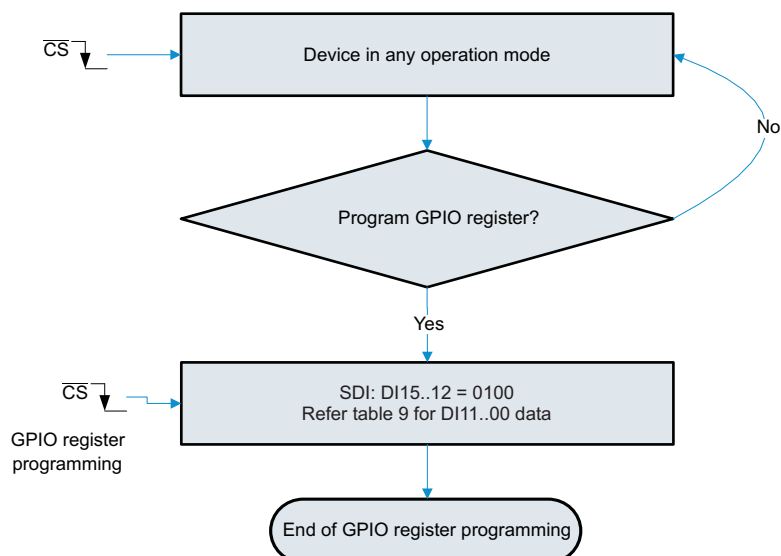 CS
Device in any operation mode
No
Program GPIO register?
Yes
CS
SDI: DI15..12 = 0100
Refer table 9 for DI11..00 data
GPIO register
programming
End of GPIO register programming